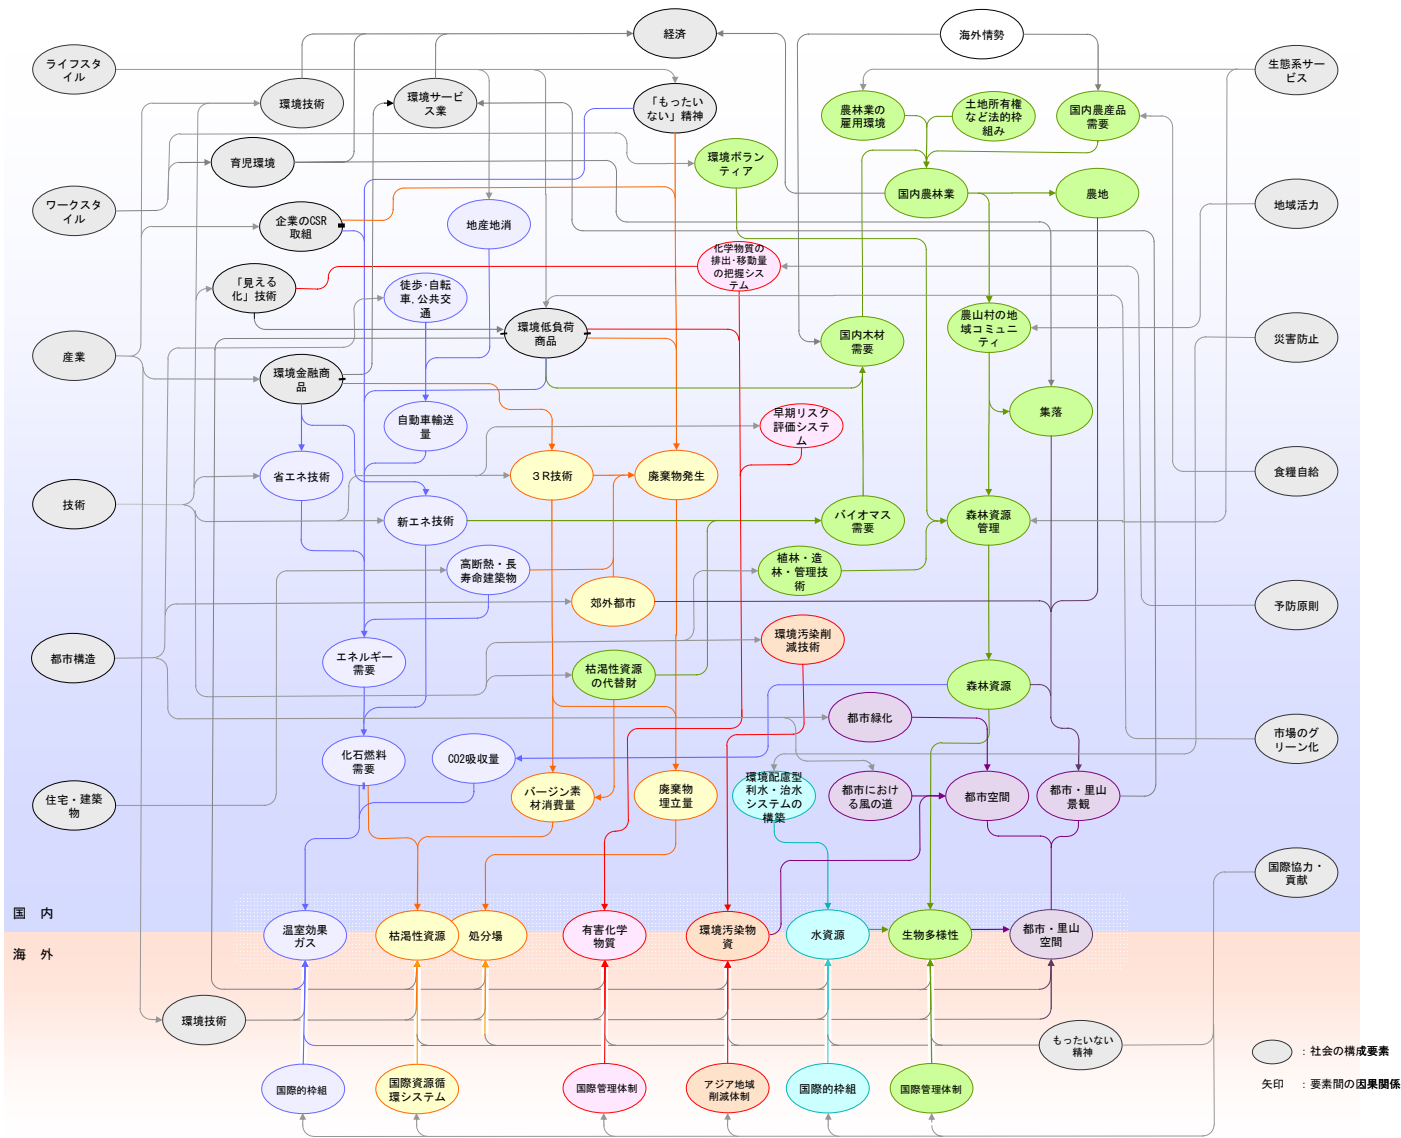 経済
海外情勢
ライフスタ
イル
生態系サー
ビス
環境技術
環境サービ
ス業
「もったい
ない」精神
農林業の
雇用環境
土地所有権
など法的枠
組み
国内農産品
需要
育児環境
環境ボラン
ティア
国内農林業
農地
ワークスタ
イル
地域活力
企業のCSR
取組
地産地消
化学物質の
排出・移動量
の把握シス
テム
「見える
化」技術
徒歩・自転
車,公共交
通
環境低負荷
商品
国内木材
需要
農山村の地
域コミュニ
ティ
災害防止
産業
環境金融商
品
自動車輸送
量
早期リスク
評価システ
ム
集落
省エネ技術
3R技術
廃棄物発生
食糧自給
技術
新エネ技術
バイオマス
需要
森林資源
管理
高断熱・長
寿命建築物
植林・造
林・管理技
術
郊外都市
予防原則
都市構造
エネルギー
需要
枯渇性資源
の代替財
環境汚染削
減技術
森林資源
都市緑化
市場のグ
リーン化
化石燃料
需要
CO2吸収量
住宅・建築
物
バージン素
材消費量
廃棄物
埋立量
環境配慮型
利水・治水
システムの
構築
都市におけ
る風の道
都市空間
都市・里山
景観
国際協力・
貢献
国 内
温室効果
ガス
枯渇性資源
処分場
有害化学
物質
環境汚染物
質
水資源
生物多様性
都市・里山
空間
海 外
環境技術
もったいない
精神
：社会の構成要素
国際的枠組
国際資源循
環システム
国際管理体制
アジア地域
削減体制
国際的枠組
国際管理体制
矢印 ：要素間の因果関係